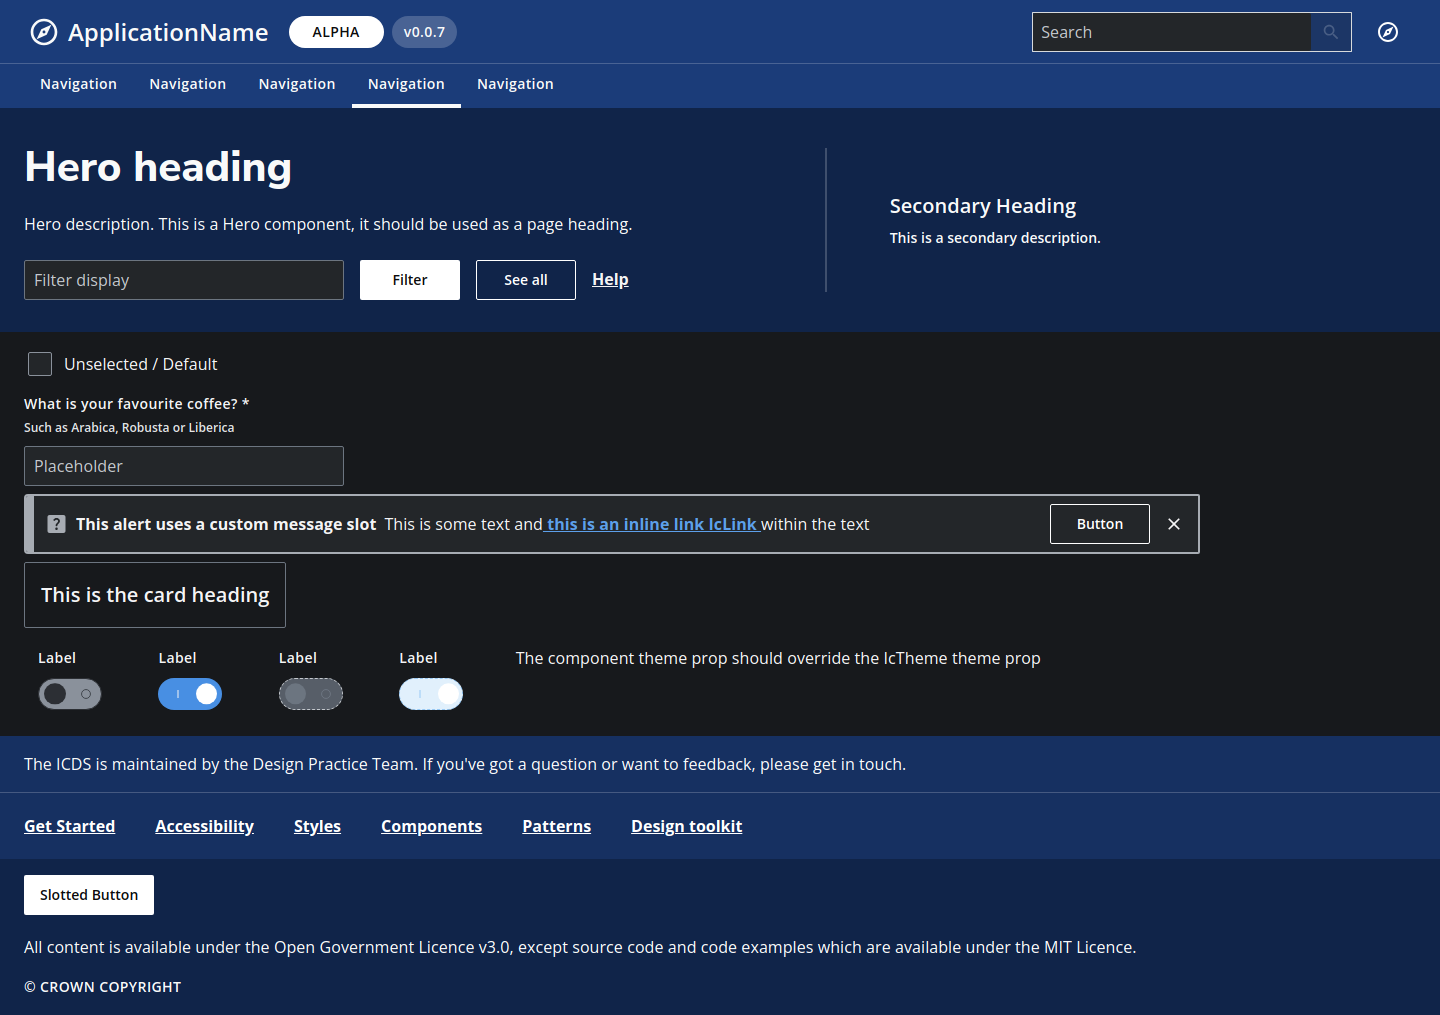 ApplicationName ALPHA v0.0.7 Search
Navigation Navigation Navigation Navigation Navigation
Hero heading
Hero description. This is a Hero component, it should be used as a page heading.
Filter display Filter See all Help
Secondary Heading
This is a secondary description.
Unselected / Default
What is your favourite coffee? *
Such as Arabica, Robusta or Liberica
Placeholder
This alert uses a custom message slot This is some text and this is an inline link IcLink within the text Button
This is the card heading
Label Label Label Label The component theme prop should override the IcTheme theme prop
The ICDS is maintained by the Design Practice Team. If you've got a question or want to feedback, please get in touch.
Get Started Accessibility Styles Components Patterns Design toolkit
Slotted Button
All content is available under the Open Government Licence v3.0, except source code and code examples which are available under the MIT Licence.
© CROWN COPYRIGHT